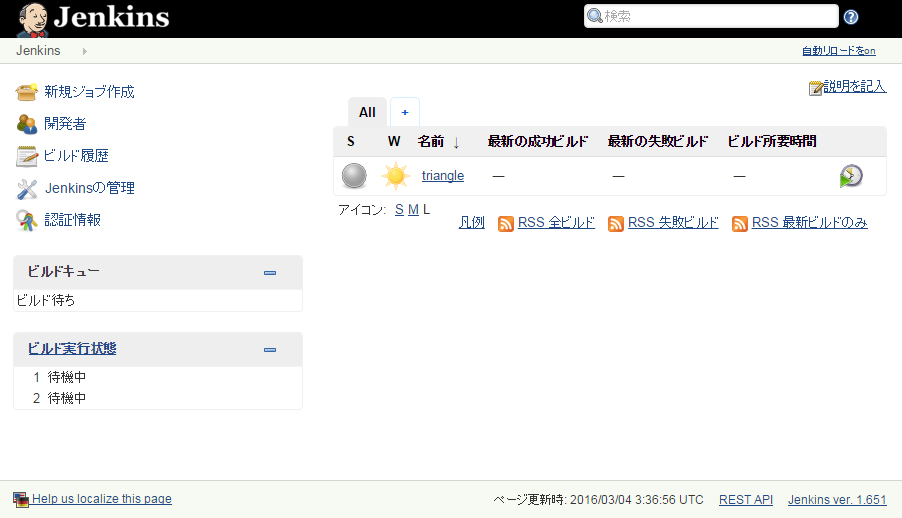 Jenkins
検索
Jenkins
自動リロードをon
新規ジョブ作成
開発者
ビルド履歴
Jenkinsの管理
認証情報
ビルドキュー
ビルド待ち
ビルド実行状態
1 待機中
2 待機中
説明を記入
All +
S W 名前 ↓ 最新の成功ビルド 最新の失敗ビルド ビルド所要時間
triangle — — —
アイコン: S M L
凡例 RSS 全ビルド RSS 失敗ビルド RSS 最新ビルドのみ
Help us localize this page
ページ更新時: 2016/03/04 3:36:56 UTC REST API Jenkins ver. 1.651